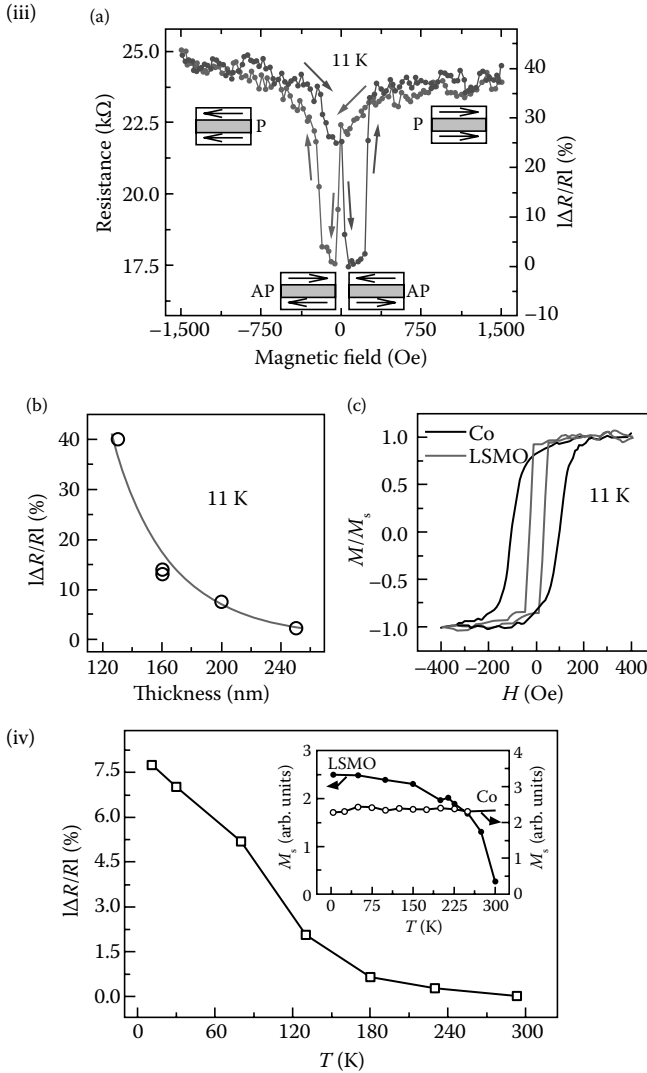 (iii)
(a)
25.0
22.5
20.0
17.5
Resistance (kΩ)
11 K
P
P
AP
AP
40
30
20
10
0
−10
|ΔR/R| (%)
−1,500
−750
0
750
1,500
Magnetic field (Oe)
(b)
40
30
20
10
0
|ΔR/R| (%)
11 K
120
160
200
240
Thickness (nm)
(c)
Co
LSMO
11 K
1.0
0.5
0.0
−0.5
−1.0
M/Ms
−400
−200
0
200
400
H (Oe)
(iv)
7.5
6.0
4.5
3.0
1.5
0.0
|ΔR/R| (%)
0
60
120
180
240
300
T (K)
3
2
1
0
Ms (arb. units)
LSMO
Co
4
3
2
1
0
Ms (arb. units)
0
75
150
225
300
T (K)